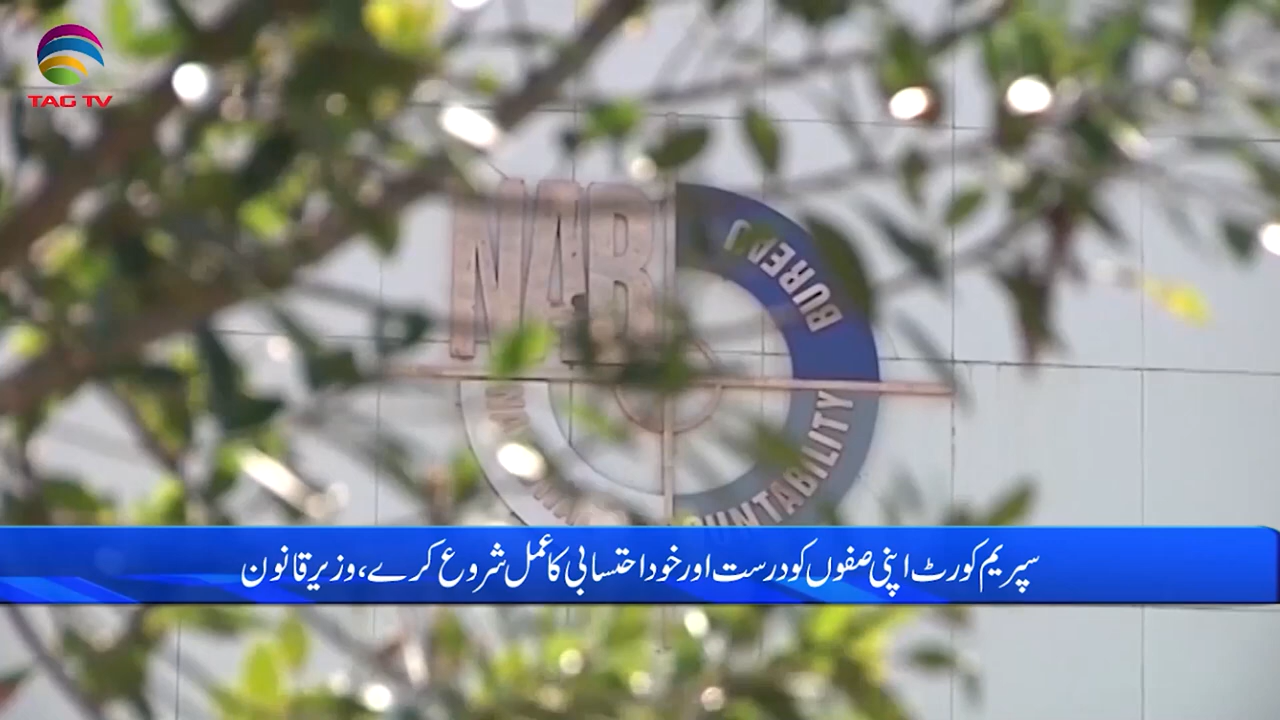 TAG TV
NAB
BUREAU
سپریم کورٹ اپنی صفوں کو درست اور خود احتسابی کا عمل شروع کرے، وزیرِ قانون